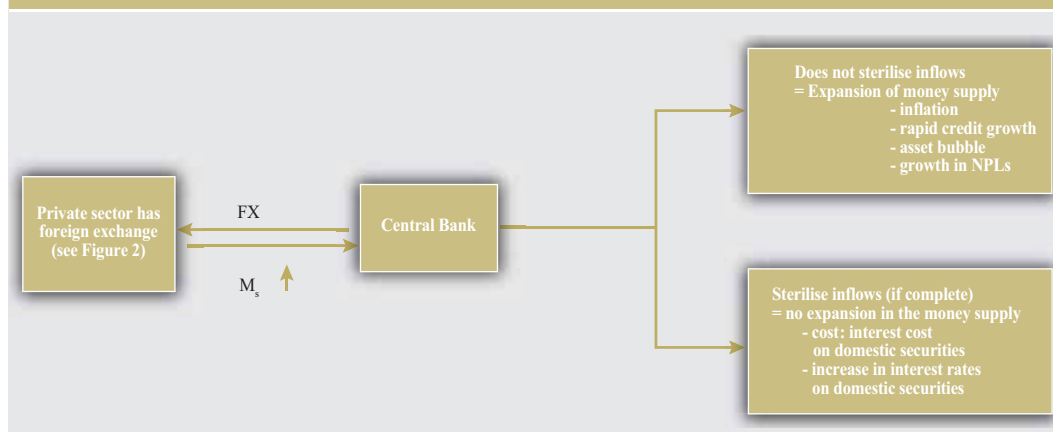 Private sector has
foreign exchange
(see Figure 2)
FX
M s
Central Bank
Does not sterilise inflows
= Expansion of money supply
- inflation
- rapid credit growth
- asset bubble
- growth in NPLs
Sterilise inflows (if complete)
= no expansion in the money supply
- cost: interest cost
on domestic securities
- increase in interest rates
on domestic securities